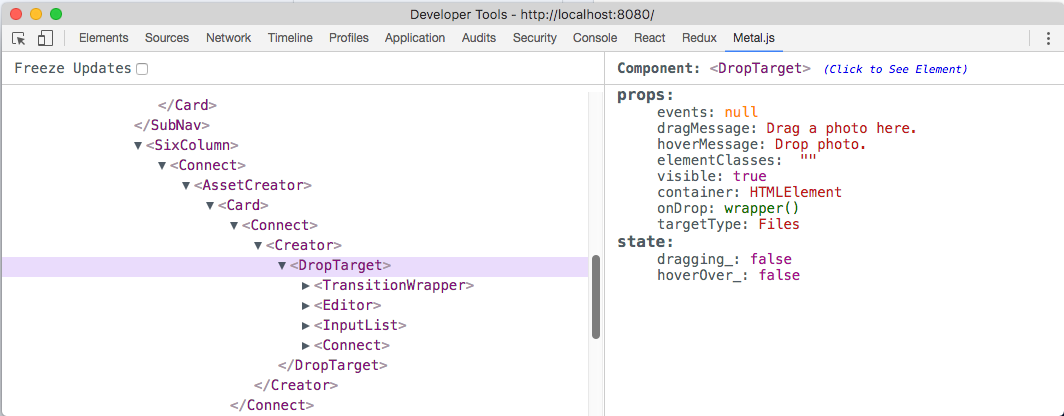 Developer Tools - http://localhost:8080/
Elements Sources Network Timeline Profiles Application Audits Security Console React Redux Metal.js
Freeze Updates
</Card>
</SubNav>
▼<SixColumn>
▼<Connect>
▼<AssetCreator>
▼<Card>
▼<Connect>
▼<Creator>
▼<DropTarget>
▶<TransitionWrapper>
▶<Editor>
▶<InputList>
▶<Connect>
</DropTarget>
</Creator>
</Connect>
Component: <DropTarget> (Click to See Element)
props:
events: null
dragMessage: Drag a photo here.
hoverMessage: Drop photo.
elementClasses: ""
visible: true
container: HTMLElement
onDrop: wrapper()
targetType: Files
state:
dragging_: false
hoverOver_: false